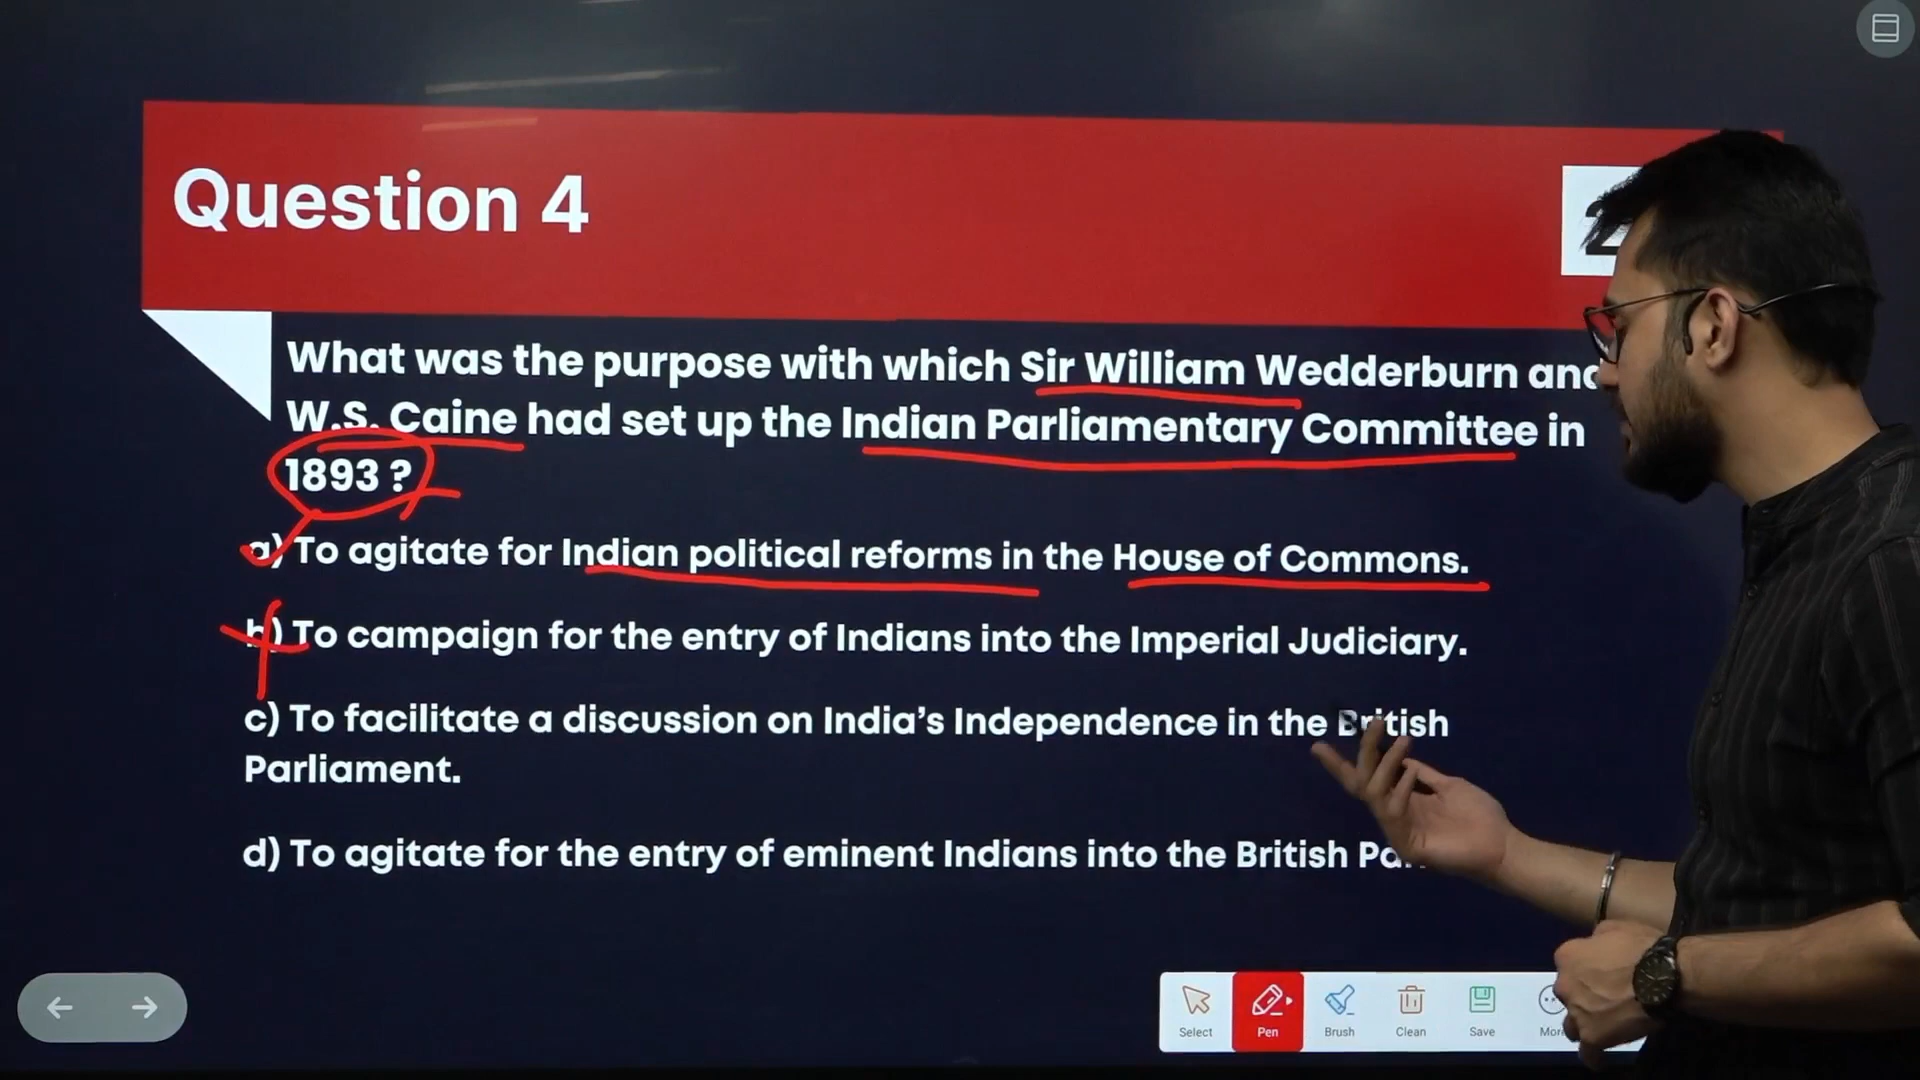 Question 4
What was the purpose with which Sir William Wedderburn and
W.S. Caine had set up the Indian Parliamentary Committee in
1893 ?
a) To agitate for Indian political reforms in the House of Commons.
b) To campaign for the entry of Indians into the Imperial Judiciary.
c) To facilitate a discussion on India's Independence in the British
Parliament.
d) To agitate for the entry of eminent Indians into the British
Select Pen Brush Clean Save More